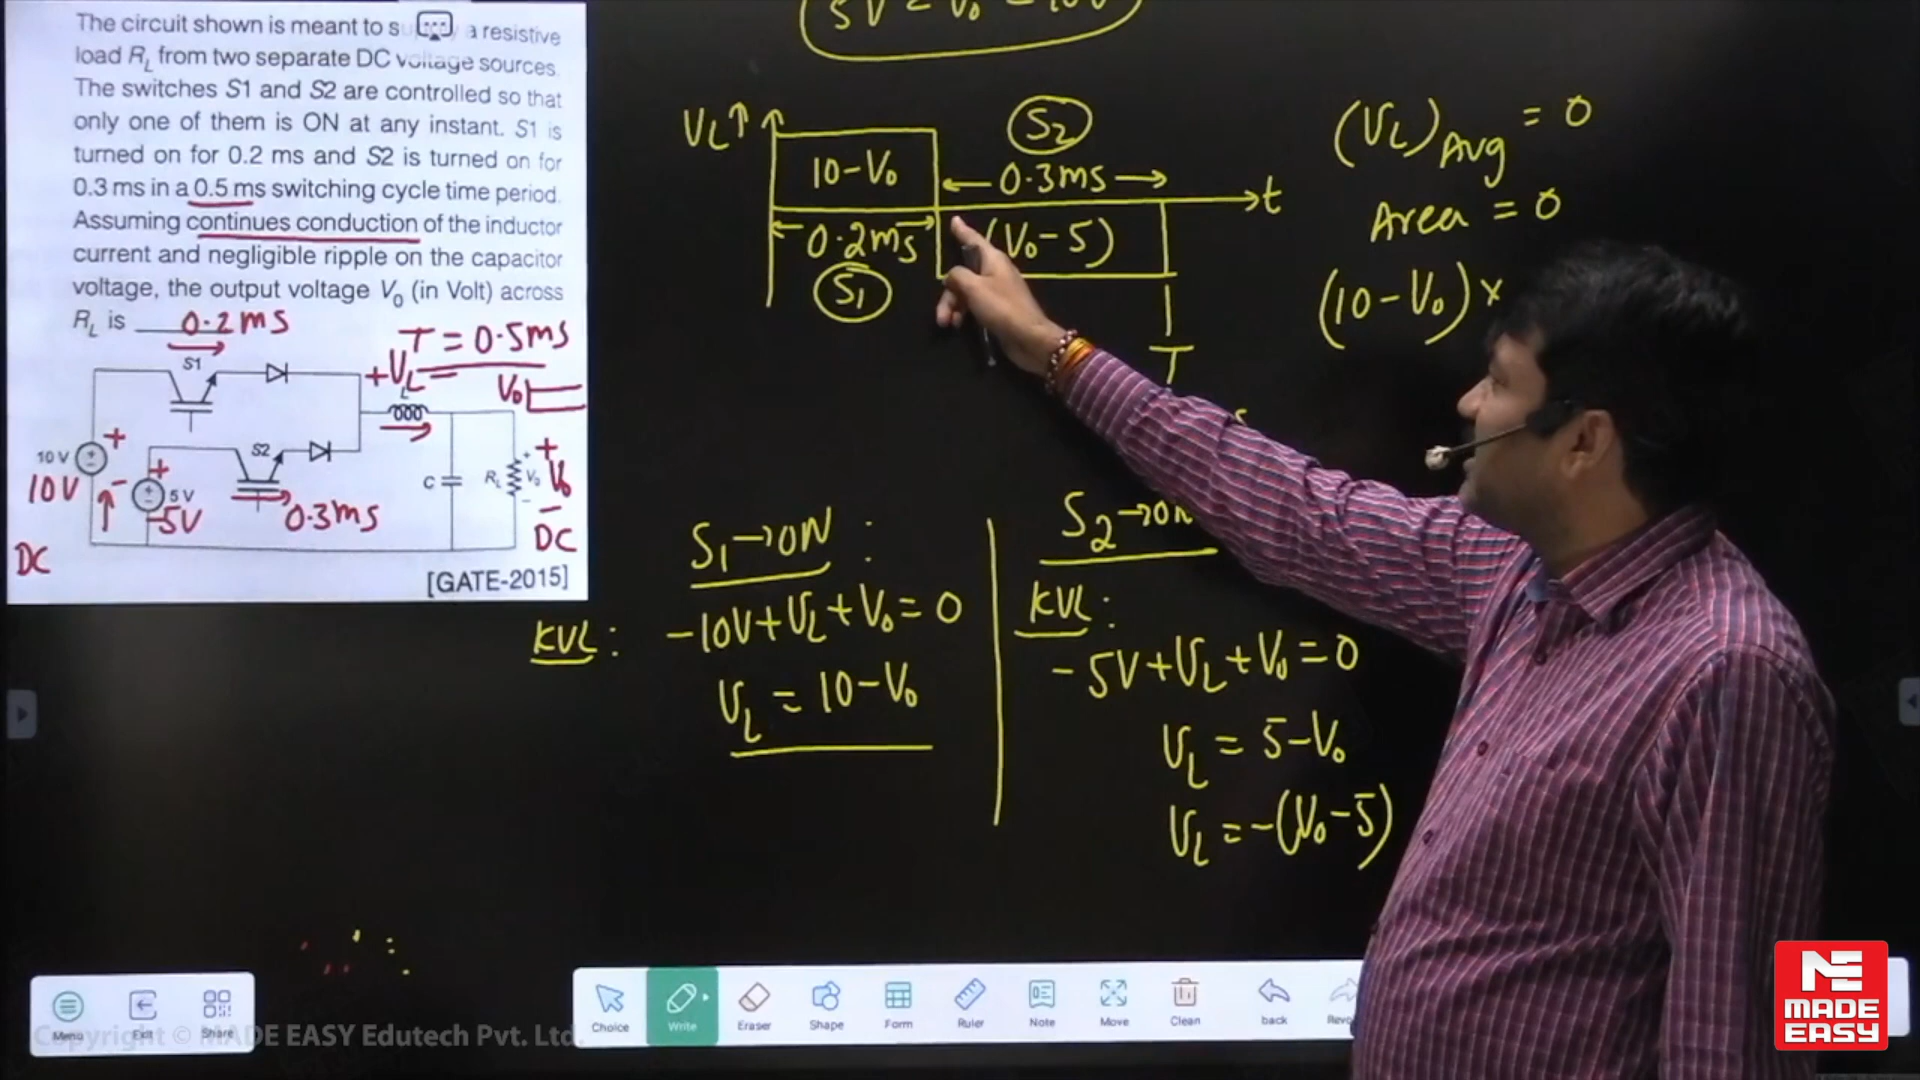 The circuit shown is meant to a resistive
load RL from two separate DC voltage sources.
The switches S1 and S2 are controlled so that
only one of them is ON at any instant. S1 is
turned on for 0.2 ms and S2 is turned on for
0.3 ms in a 0.5 ms switching cycle time period.
Assuming continues conduction of the inductor
current and negligible ripple on the capacitor
voltage, the output voltage V0 (in Volt) across
RL is
0.2ms
T = 0.5ms
S1
+VL-
V0
L
S2
10 V
+
10V
-
+
5 V
-5V
0.3ms
C
RL
+
V0
-
+
V0
-
DC
DC
[GATE-2015]
VL↑
10-V0
S2
0.3ms
t
0.2ms
(V0-5)
S1
T
(VL)Avg = 0
Area = 0
(10-V0)×
S1→ON :
KVL: -10V+VL+V0=0
VL = 10-V0
S2→ON
KVL:
-5V+VL+V0=0
VL = 5-V0
VL = -(V0-5)
Menu
Exit
Share
Choice
Write
Eraser
Shape
Form
Ruler
Note
Move
Clean
back
Copyright © MADE EASY Edutech Pvt. Ltd.
ME
MADE
EASY